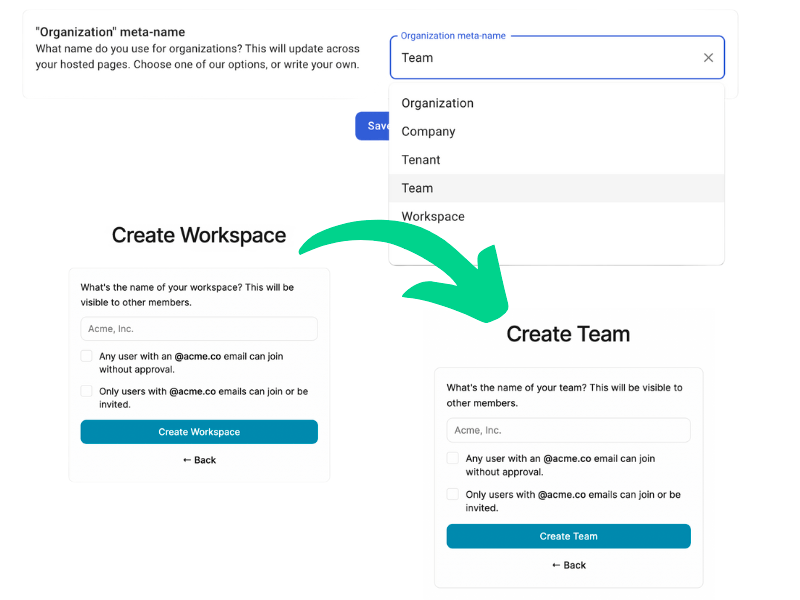 "Organization" meta-name
What name do you use for organizations? This will update across
your hosted pages. Choose one of our options, or write your own.
Organization meta-name
Team
Save
Organization
Company
Tenant
Team
Workspace
Create Workspace
What's the name of your workspace? This will be
visible to other members.
Acme, Inc.
Any user with an @acme.co email can join
without approval.
Only users with @acme.co emails can join or be
invited.
Create Workspace
← Back
Create Team
What's the name of your team? This will be visible to
other members.
Acme, Inc.
Any user with an @acme.co email can join
without approval.
Only users with @acme.co emails can join or be
invited.
Create Team
← Back